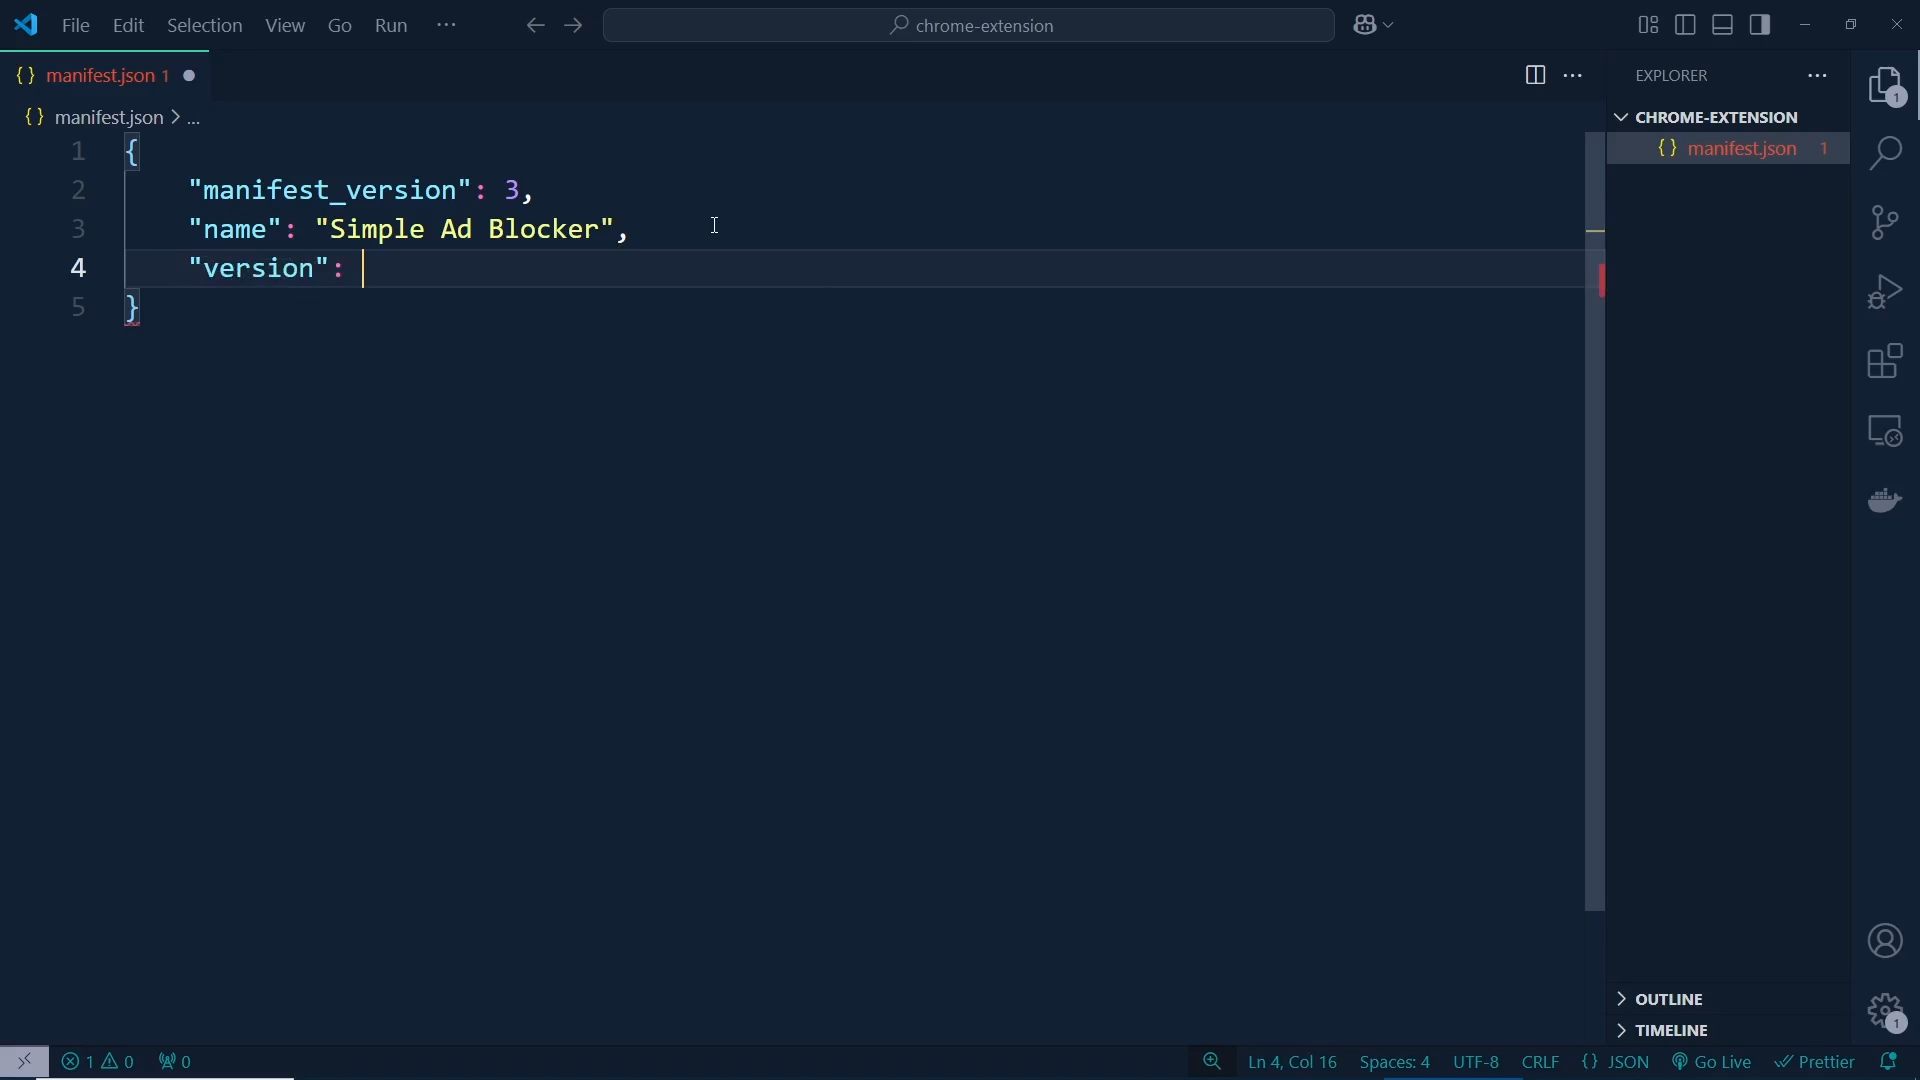 File Edit Selection View Go Run ···
chrome-extension
{} manifest.json 1
{} manifest.json > ...
1 {
2 "manifest_version": 3,
3 "name": "Simple Ad Blocker",
4 "version":
5 }
EXPLORER ···
CHROME-EXTENSION
{} manifest.json 1
1
OUTLINE
TIMELINE
1
1 0 0
Ln 4, Col 16 Spaces: 4 UTF-8 CRLF {} JSON Go Live Prettier